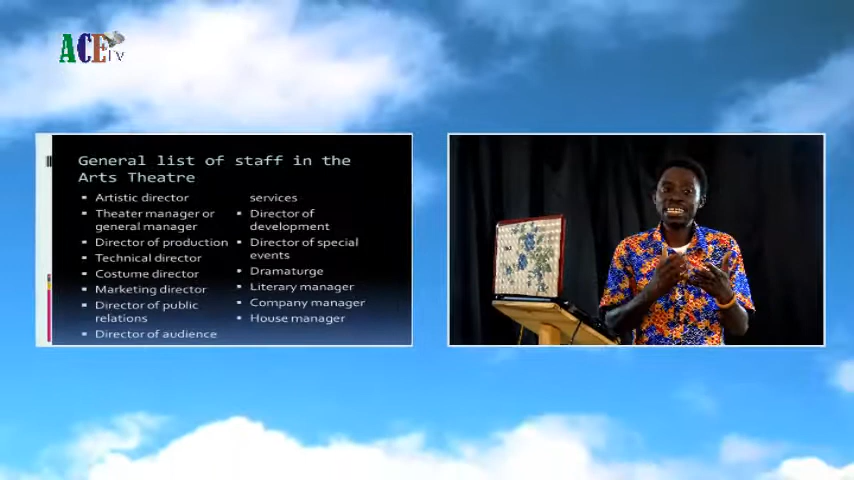 ACE TV
General list of staff in the
Arts Theatre
Artistic director
Theater manager or
general manager
Director of production
Technical director
Costume director
Marketing director
Director of public
relations
Director of audience
services
Director of
development
Director of special
events
Dramaturge
Literary manager
Company manager
House manager